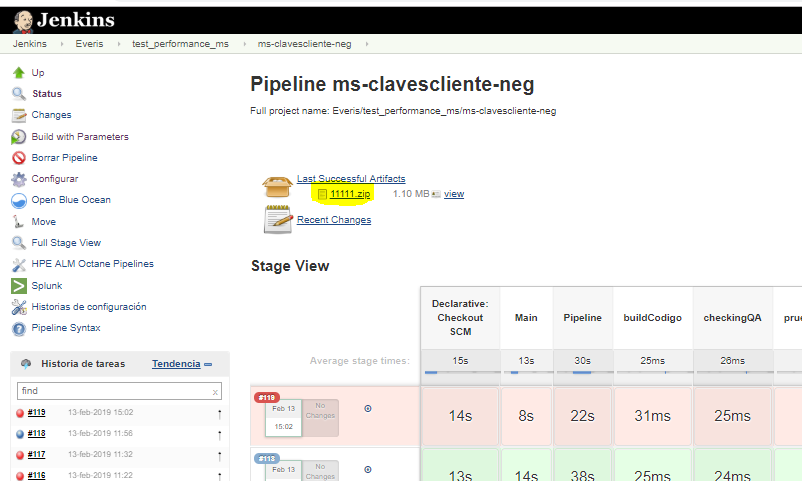 Jenkins
Jenkins Everis test_performance_ms ms-clavescliente-neg
Up
Status
Changes
Build with Parameters
Borrar Pipeline
Configurar
Open Blue Ocean
Move
Full Stage View
HPE ALM Octane Pipelines
Splunk
Historias de configuración
Pipeline Syntax
Historia de tareas Tendencia
find x
#119 13-feb-2019 15:02
#118 13-feb-2019 11:56
#117 13-feb-2019 11:32
#116 13-feb-2019 11:22
Pipeline ms-clavescliente-neg
Full project name: Everis/test_performance_ms/ms-clavescliente-neg
Last Successful Artifacts
11111.zip 1.10 MB view
Recent Changes
Stage View
Declarative: Checkout SCM Main Pipeline buildCodigo checkingQA prue
Average stage times: 15s 13s 30s 25ms 26ms
#119 Feb 13 15:02 No Changes 14s 8s 22s 31ms 25ms
#118 Feb 13 No Changes 13s 14s 38s 25ms 24ms